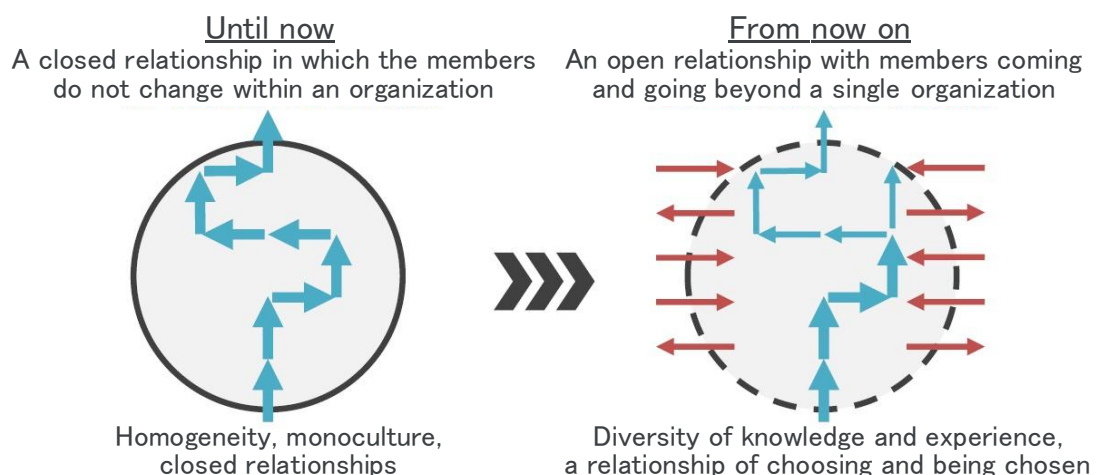 Until now
A closed relationship in which the members
do not change within an organization
Homogeneity, monoculture,
closed relationships
From now on
An open relationship with members coming
and going beyond a single organization
Diversity of knowledge and experience,
a relationship of choosing and being chosen